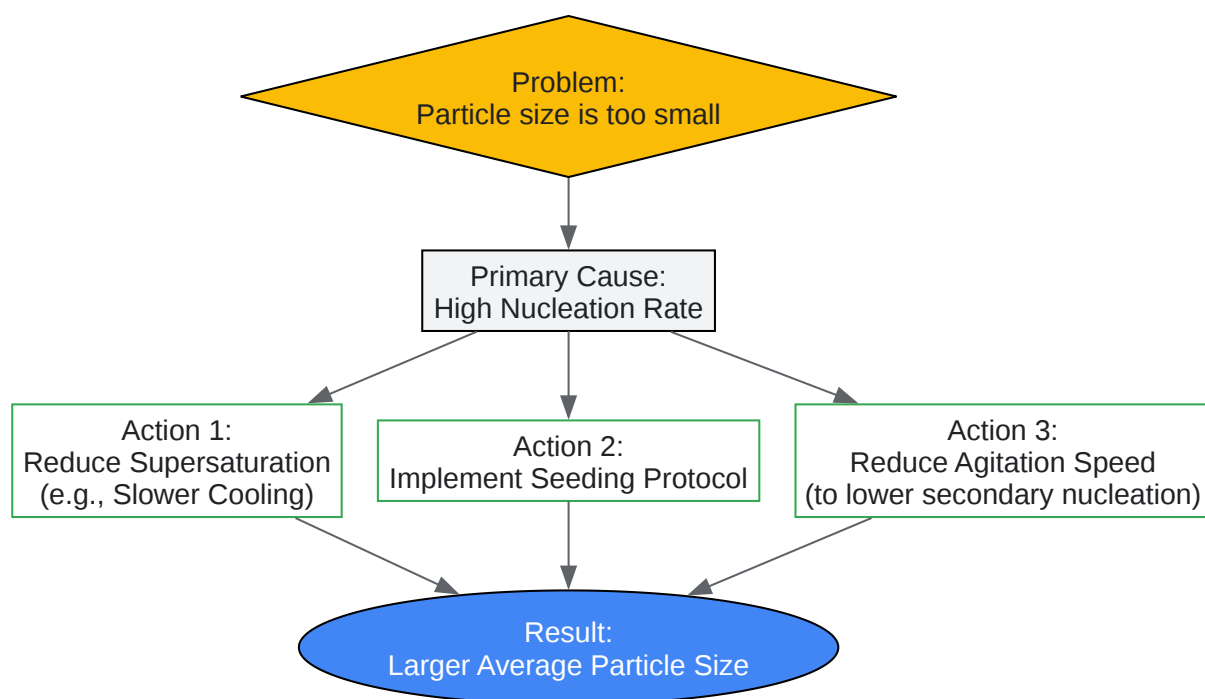 Problem:
Particle size is too small
Primary Cause:
High Nucleation Rate
Action 1:
Reduce Supersaturation
(e.g., Slower Cooling)
Action 2:
Implement Seeding Protocol
Action 3:
Reduce Agitation Speed
(to lower secondary nucleation)
Result:
Larger Average Particle Size